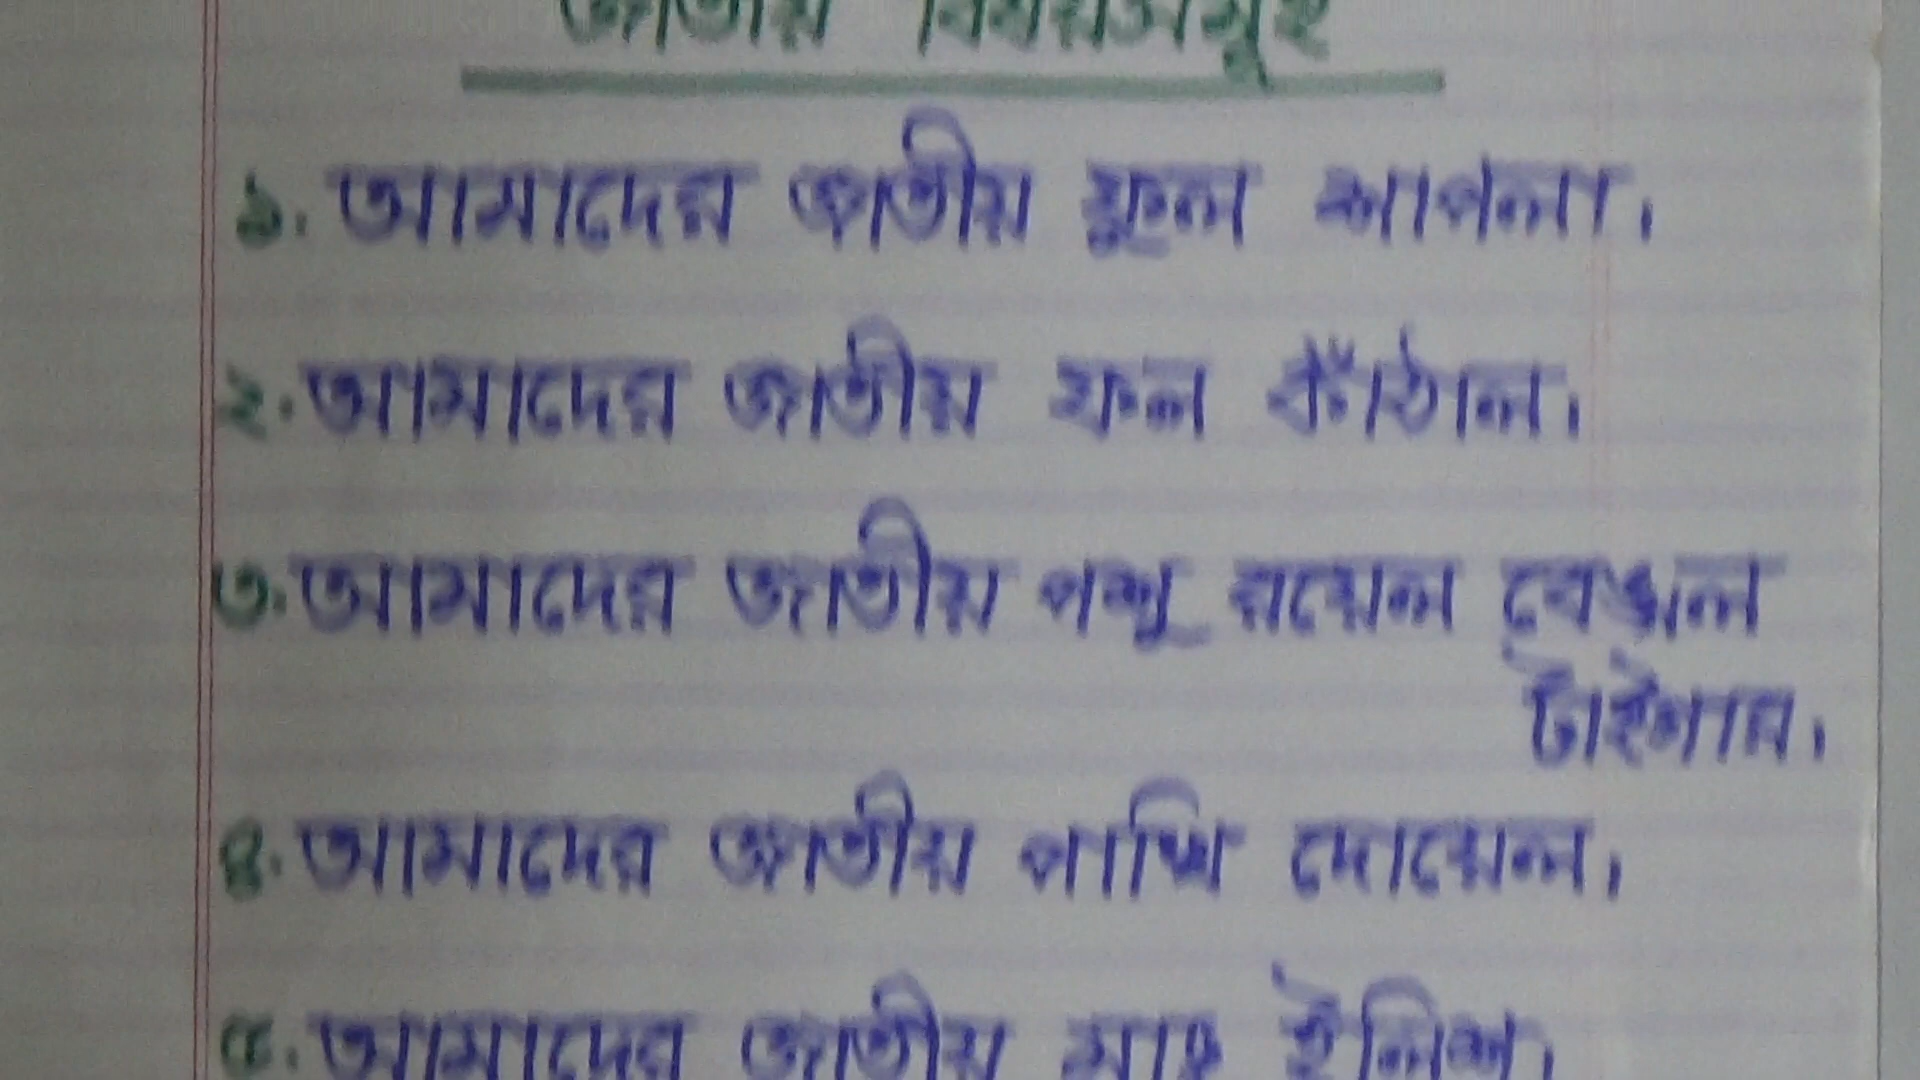 জাতীয় বিষয়সমূহ
১. আমাদের জাতীয় ফুল শাপলা।
২. আমাদের জাতীয় ফল কাঁঠাল।
৩. আমাদের জাতীয় পশু রয়েল বেঙ্গল
টাইগার।
৪. আমাদের জাতীয় পাখি দোয়েল।
৫. আমাদের জাতীয় মাছ ইলিশ।